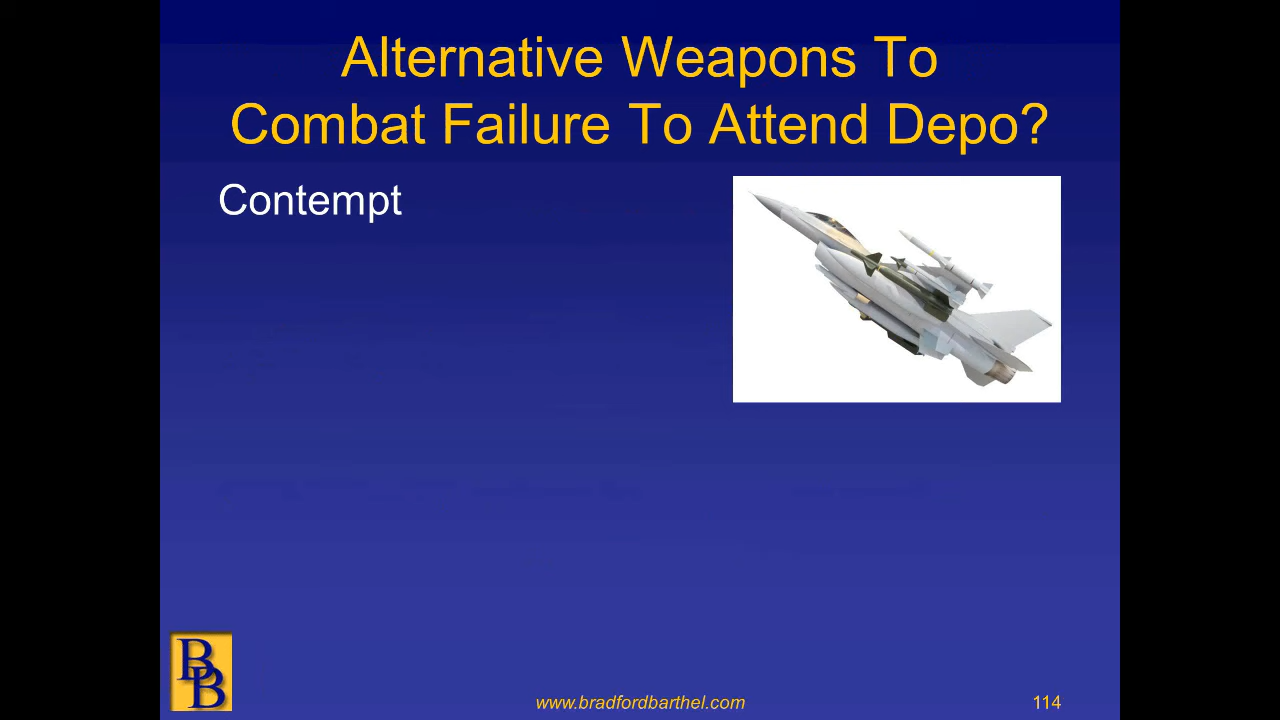 Alternative Weapons To
Combat Failure To Attend Depo?
Contempt
BB
www.bradfordbarthel.com
114